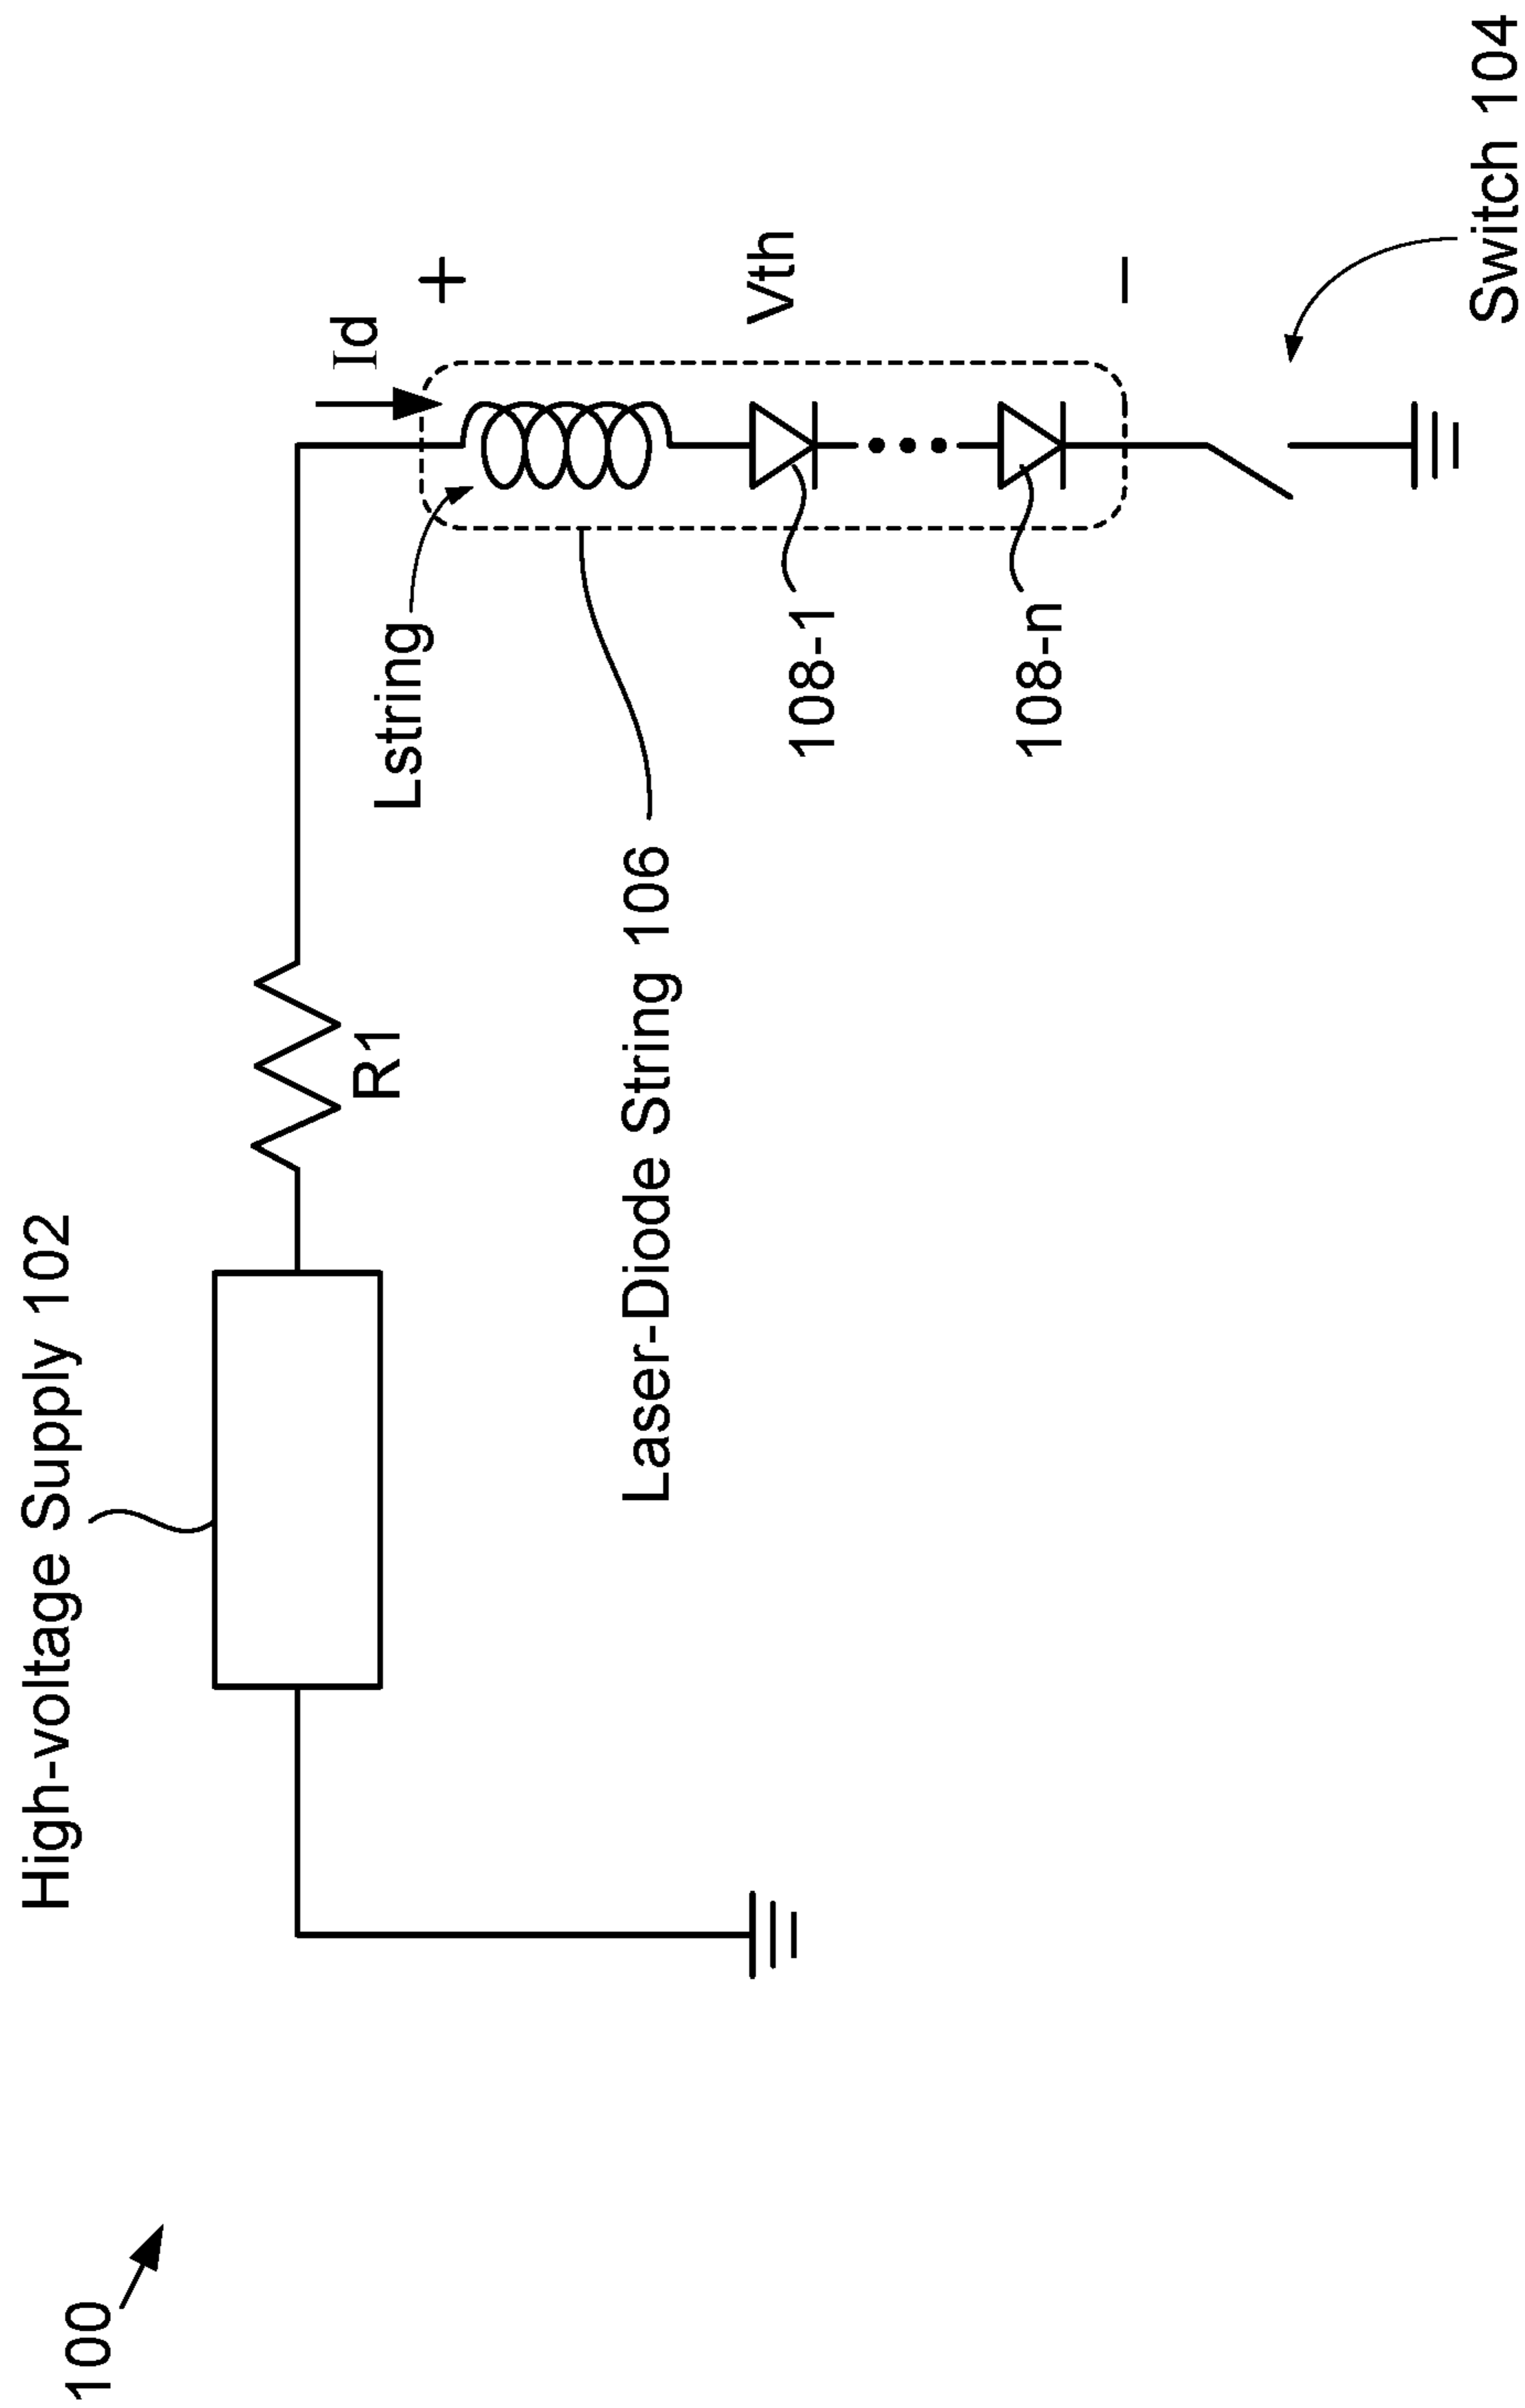 100
High-voltage Supply 102
R1
Id
Lstring
+
Laser-Diode String 106
Vth
108-1
108-n
−
Switch 104